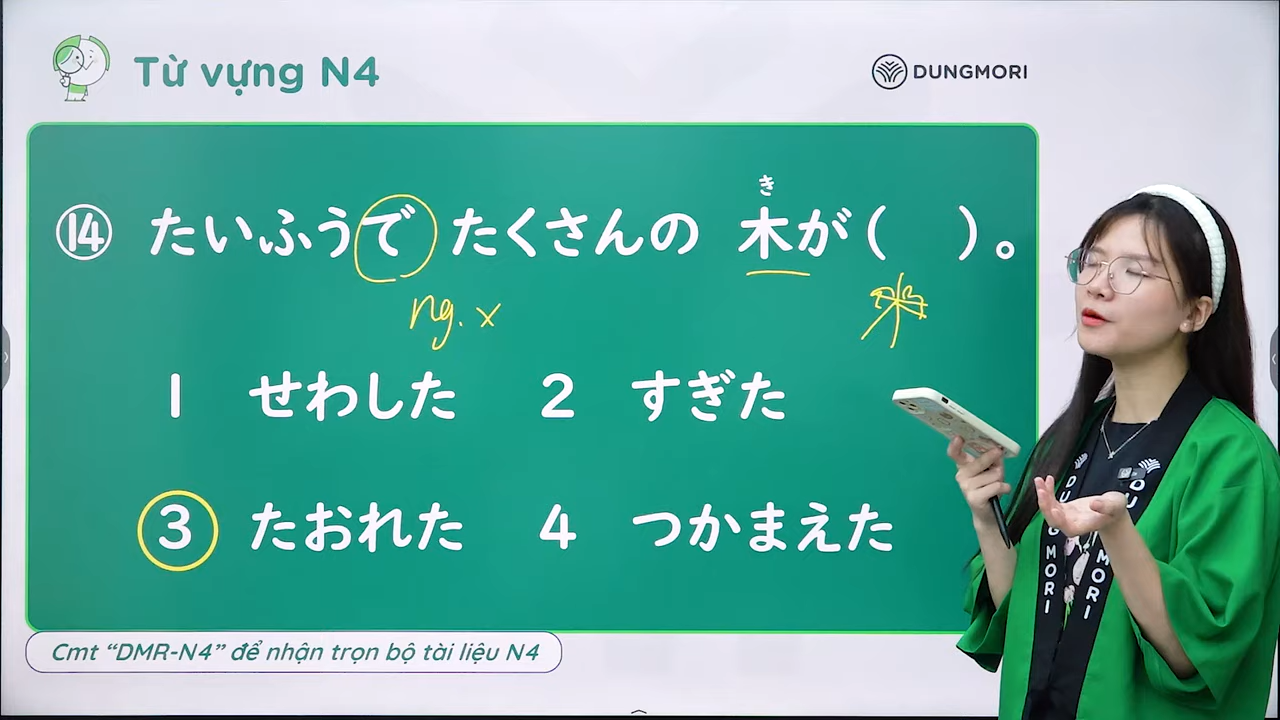 Từ vựng N4
DUNGMORI
き
⑭ たいふうで たくさんの 木が( )。
ng. x
1 せわした 2 すぎた
3 たおれた 4 つかまえた
Cmt “DMR-N4” để nhận trọn bộ tài liệu N4
DUNGMORI
DUNGMORI